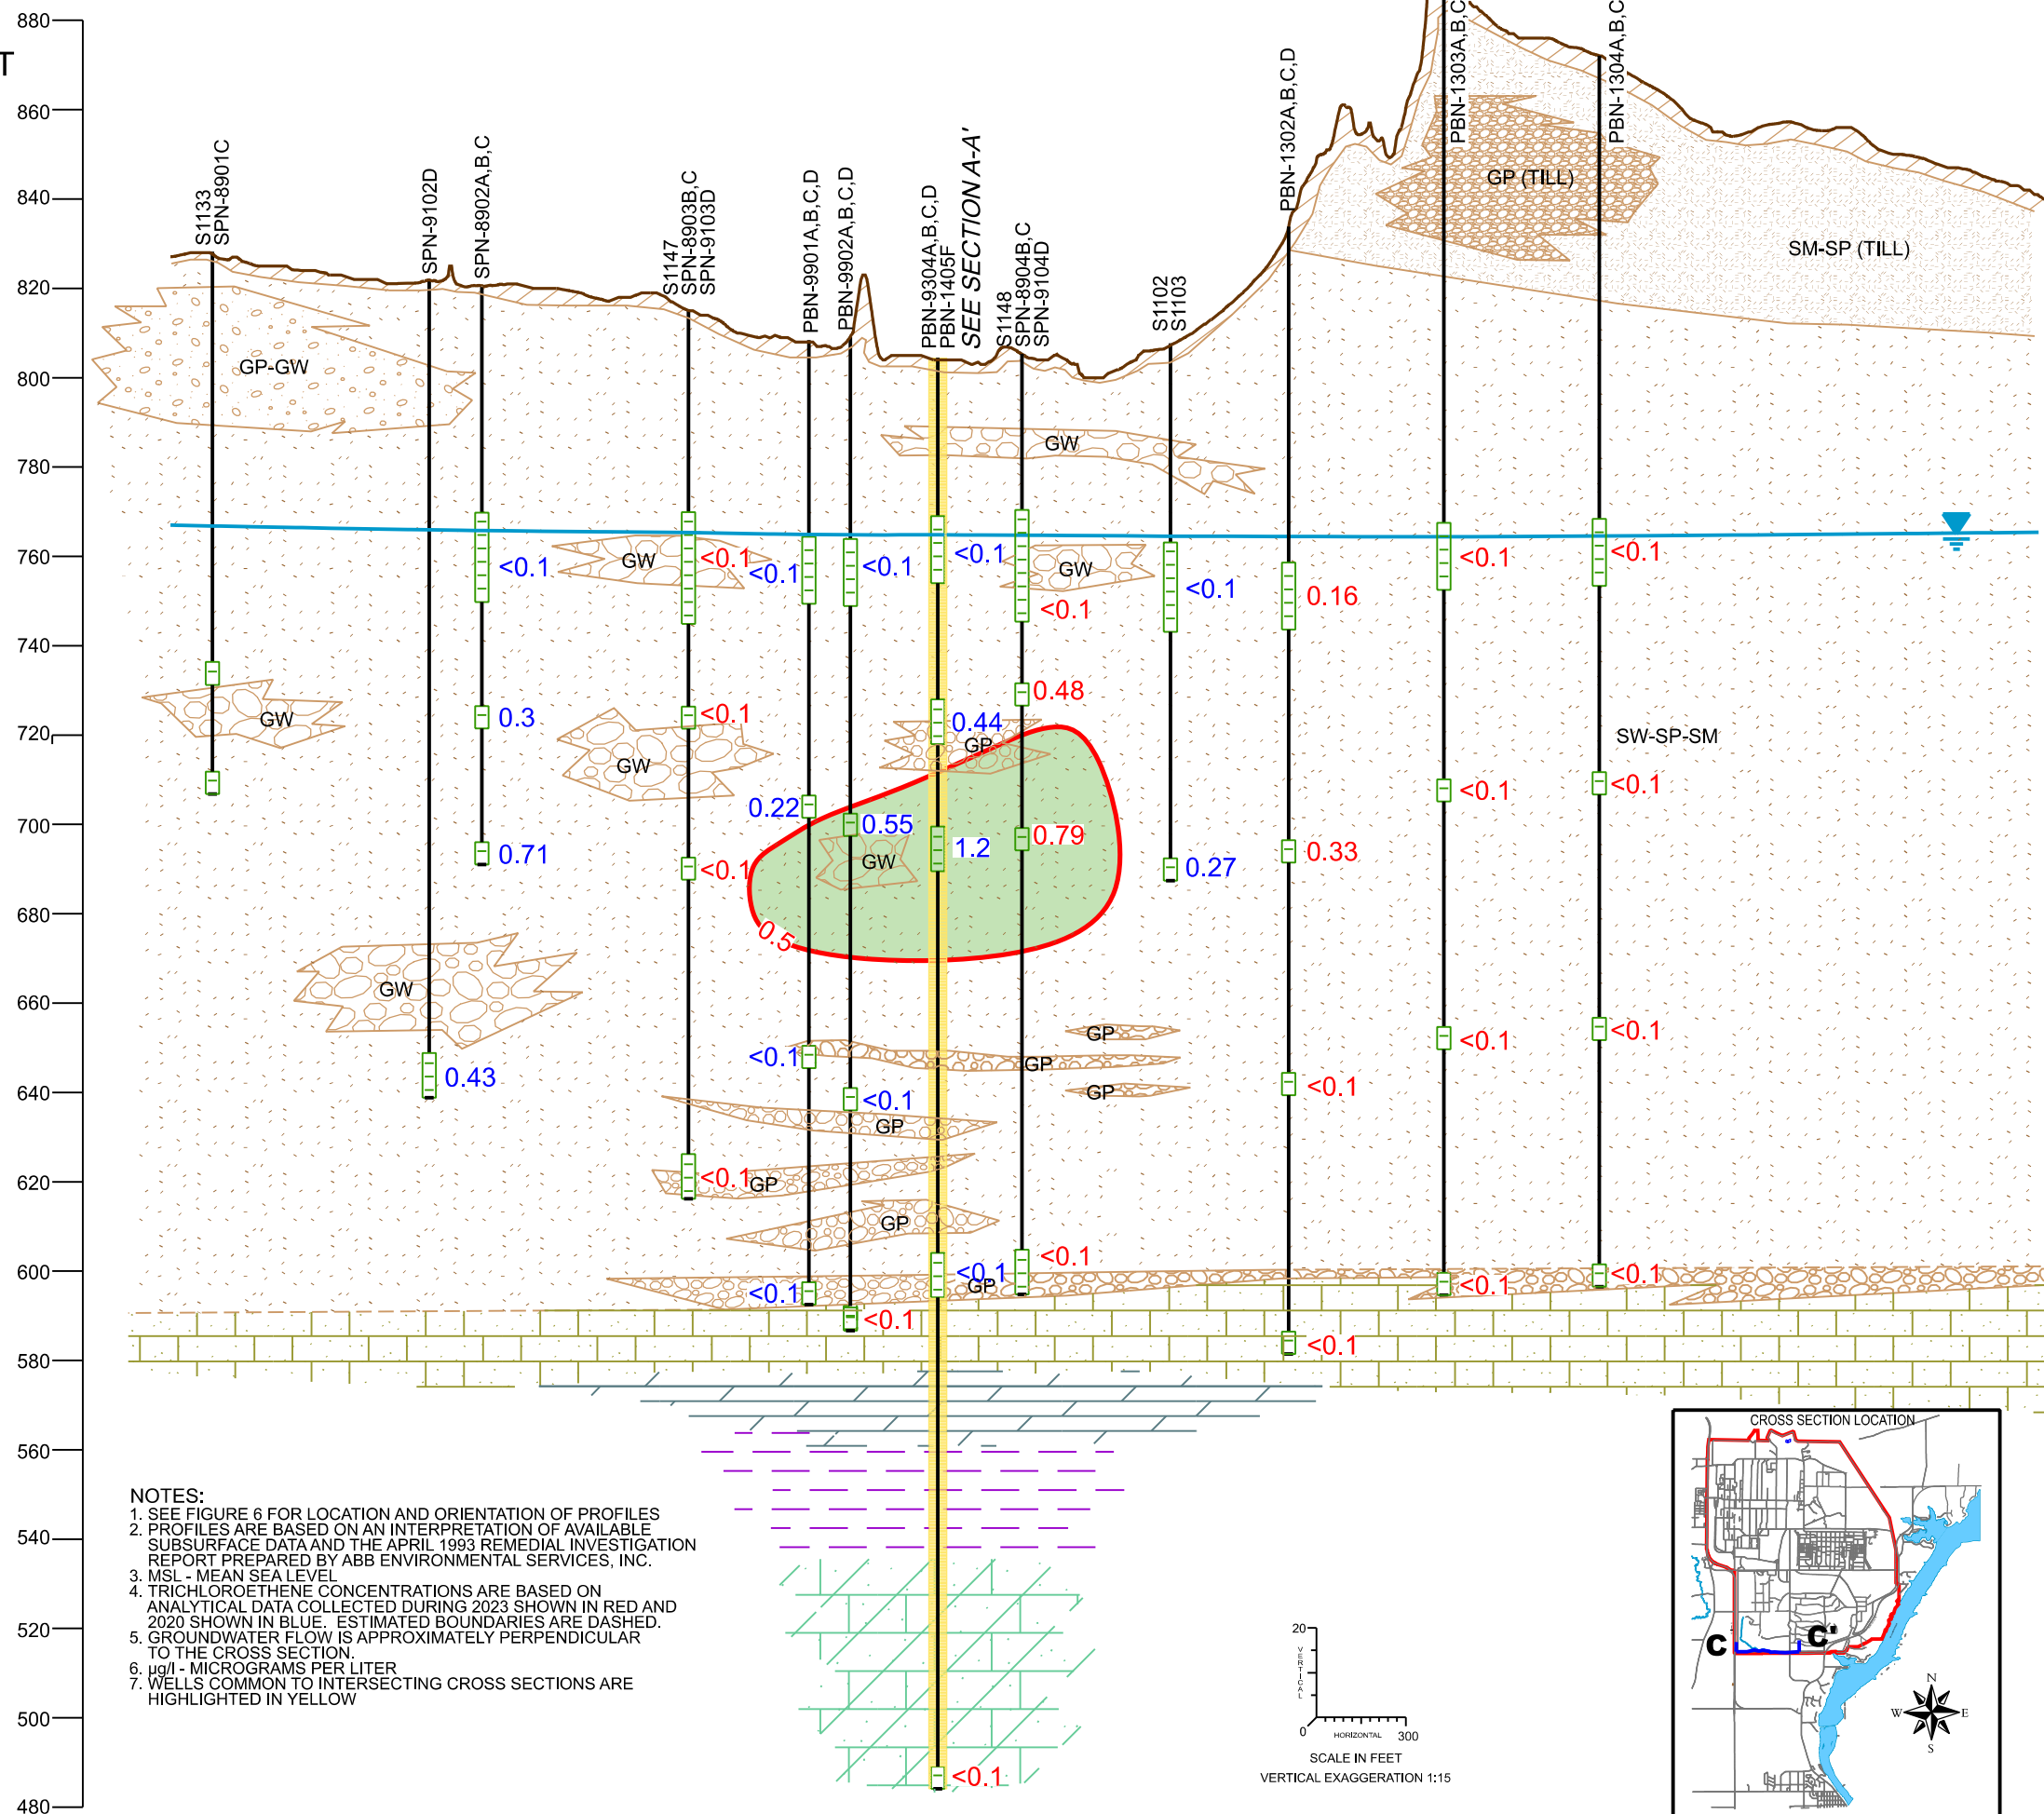 880
T
860
840
820
800
780
760
740
720
700
680
660
640
620
600
580
560
540
520
500
480
S1133
SPN-8901C
SPN-9102D
SPN-8902A,B,C
S1147
SPN-8903B,C
SPN-9103D
PBN-9901A,B,C,D
PBN-9902A,B,C,D
PBN-9304A,B,C,D
PBN-1405F
SEE SECTION A-A'
S1148
SPN-8904B,C
SPN-9104D
S1102
S1103
PBN-1302A,B,C,D
PBN-1303A,B,C
PBN-1304A,B,C
GP (TILL)
SM-SP (TILL)
GP-GW
GW
<0.1
GW
<0.1
<0.1
<0.1
<0.1
GW
<0.1
<0.1
0.16
<0.1
<0.1
GW
0.3
GW
<0.1
0.44
GP
0.48
SW-SP-SM
0.71
<0.1
0.22
0.55
GW
1.2
0.79
0.27
0.33
<0.1
<0.1
0.5
GW
0.43
<0.1
<0.1
GP
GP
GP
GP
<0.1
<0.1
<0.1
<0.1
GP
GP
<0.1
<0.1
<0.1
GP
<0.1
<0.1
<0.1
<0.1
<0.1
NOTES:
1. SEE FIGURE 6 FOR LOCATION AND ORIENTATION OF PROFILES
2. PROFILES ARE BASED ON AN INTERPRETATION OF AVAILABLE
SUBSURFACE DATA AND THE APRIL 1993 REMEDIAL INVESTIGATION
REPORT PREPARED BY ABB ENVIRONMENTAL SERVICES, INC.
3. MSL - MEAN SEA LEVEL
4. TRICHLOROETHENE CONCENTRATIONS ARE BASED ON
ANALYTICAL DATA COLLECTED DURING 2023 SHOWN IN RED AND
2020 SHOWN IN BLUE. ESTIMATED BOUNDARIES ARE DASHED.
5. GROUNDWATER FLOW IS APPROXIMATELY PERPENDICULAR
TO THE CROSS SECTION.
6. µg/l - MICROGRAMS PER LITER
7. WELLS COMMON TO INTERSECTING CROSS SECTIONS ARE
HIGHLIGHTED IN YELLOW
<0.1
20
VERTICAL
0
HORIZONTAL
300
SCALE IN FEET
VERTICAL EXAGGERATION 1:15
CROSS SECTION LOCATION
C
C'
N
W
E
S